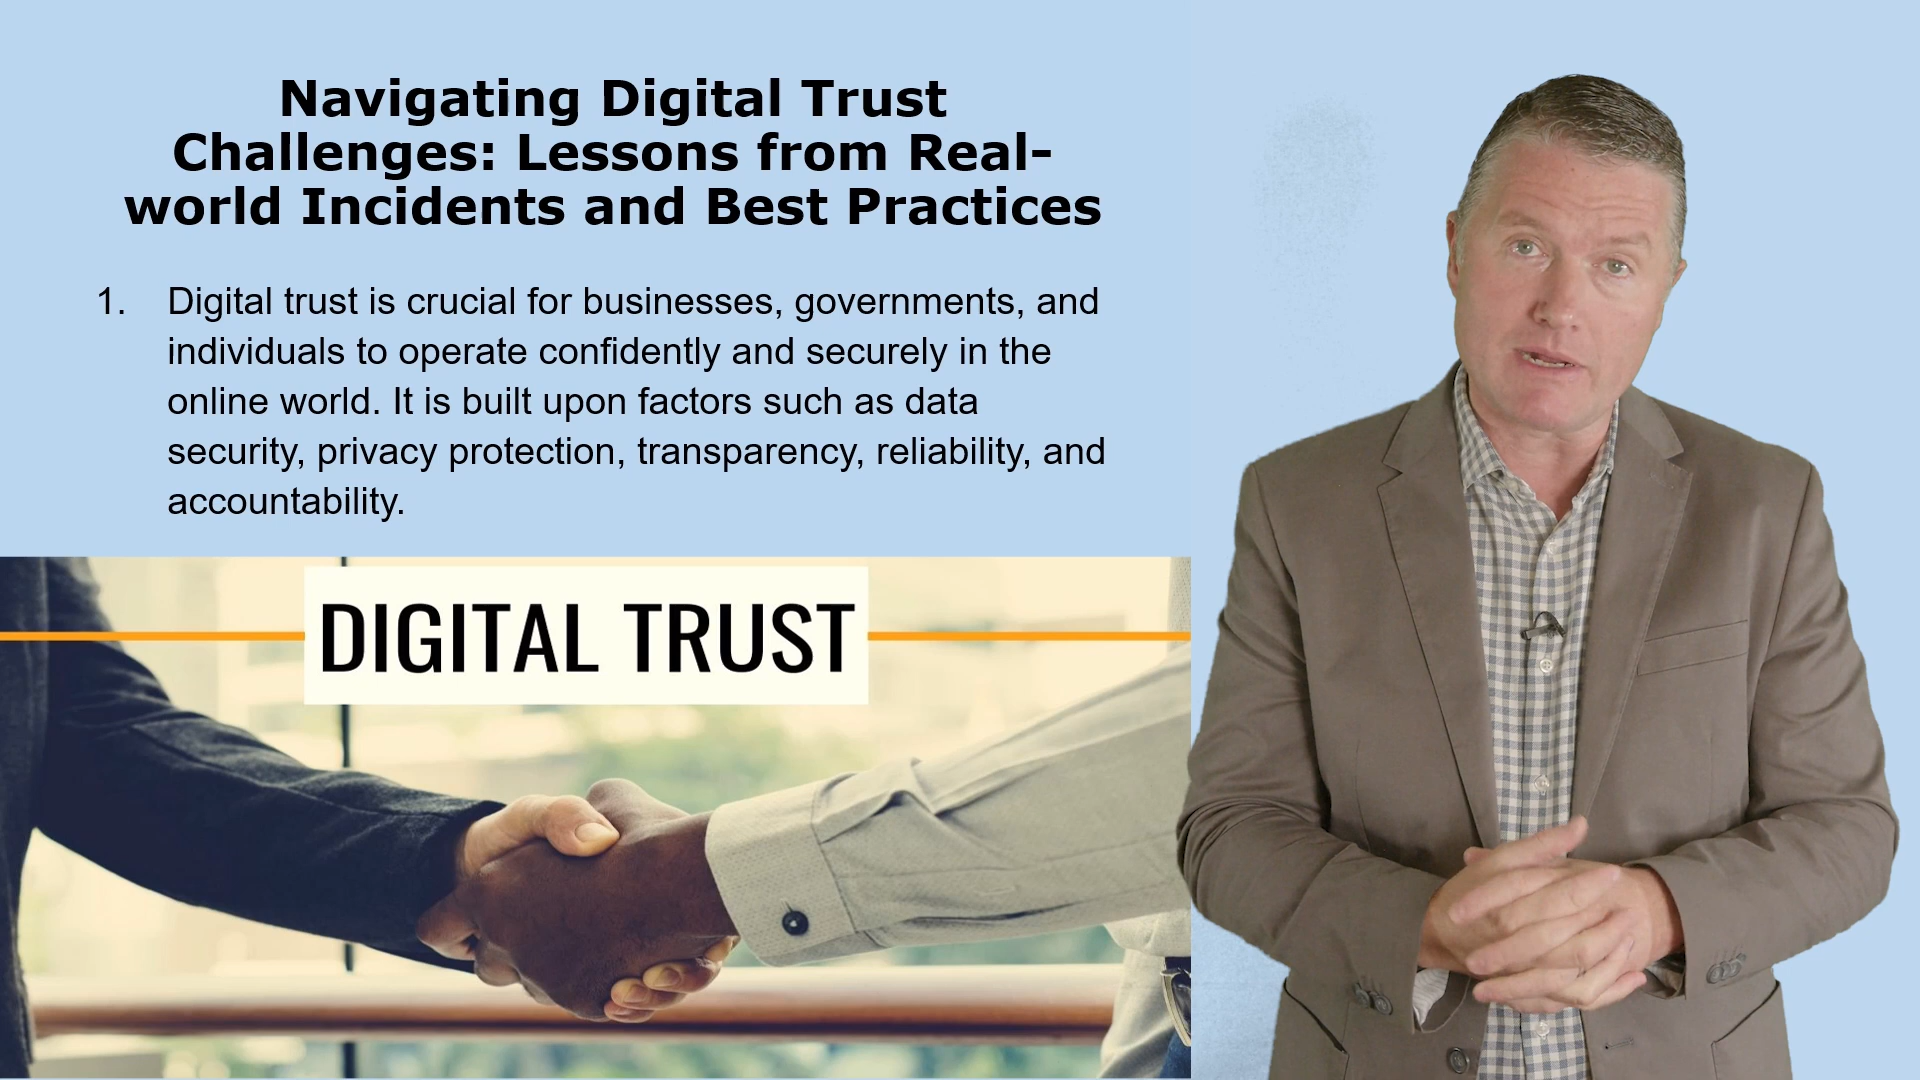 Navigating Digital Trust
Challenges: Lessons from Real-
world Incidents and Best Practices
1. Digital trust is crucial for businesses, governments, and
individuals to operate confidently and securely in the
online world. It is built upon factors such as data
security, privacy protection, transparency, reliability, and
accountability.
DIGITAL TRUST